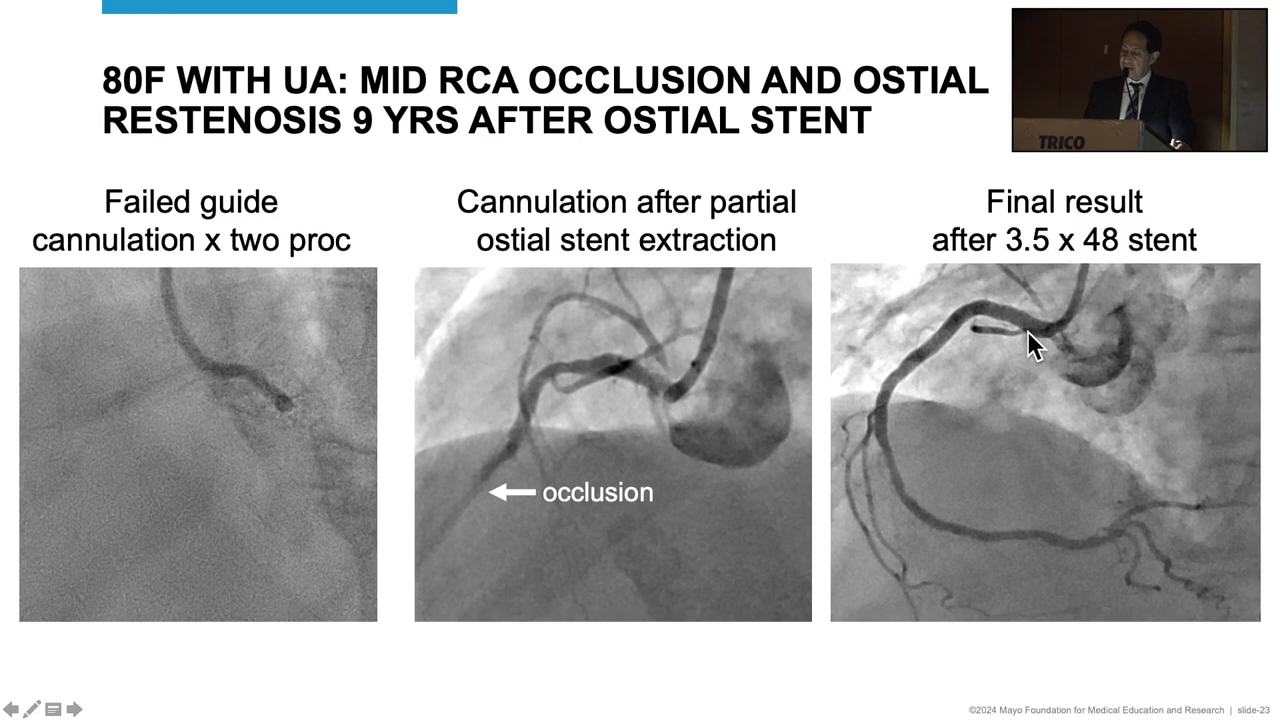 80F WITH UA: MID RCA OCCLUSION AND OSTIAL
RESTENOSIS 9 YRS AFTER OSTIAL STENT
TRICO
Failed guide
cannulation x two proc
Cannulation after partial
ostial stent extraction
Final result
after 3.5 x 48 stent
occlusion
©2024 Mayo Foundation for Medical Education and Research | slide-23